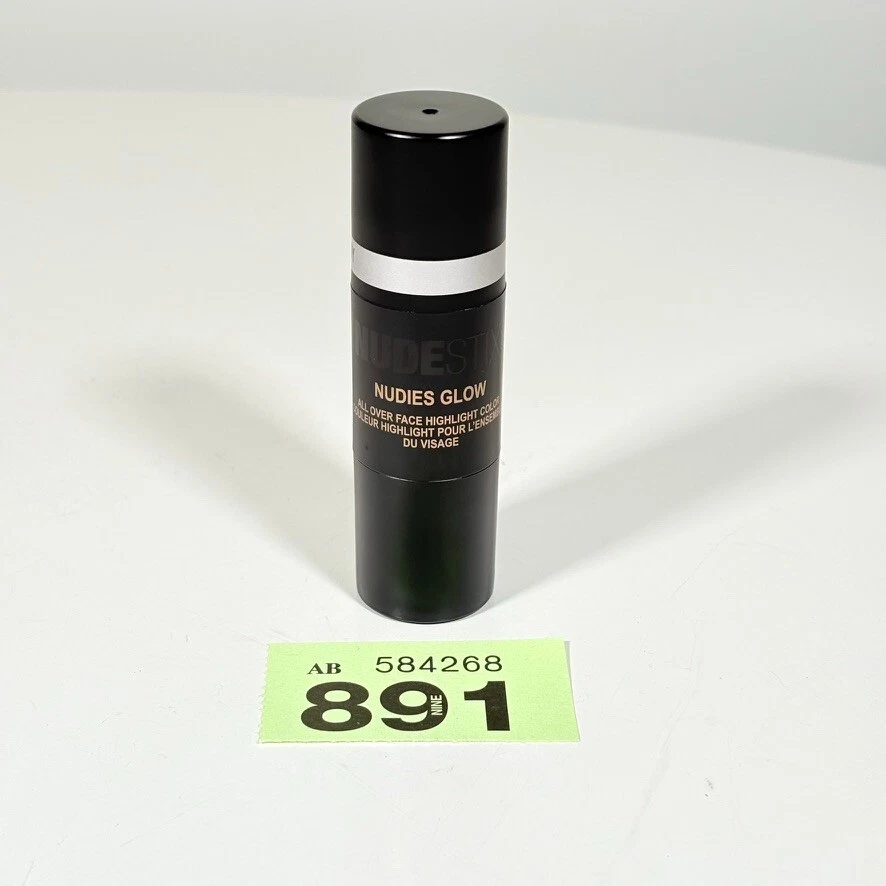 NUDESTIX
NUDIES GLOW
ALL OVER FACE HIGHLIGHT COLOR
COULEUR HIGHLIGHT POUR L'ENSEMBLE
DU VISAGE
AB 584268
891
NINE